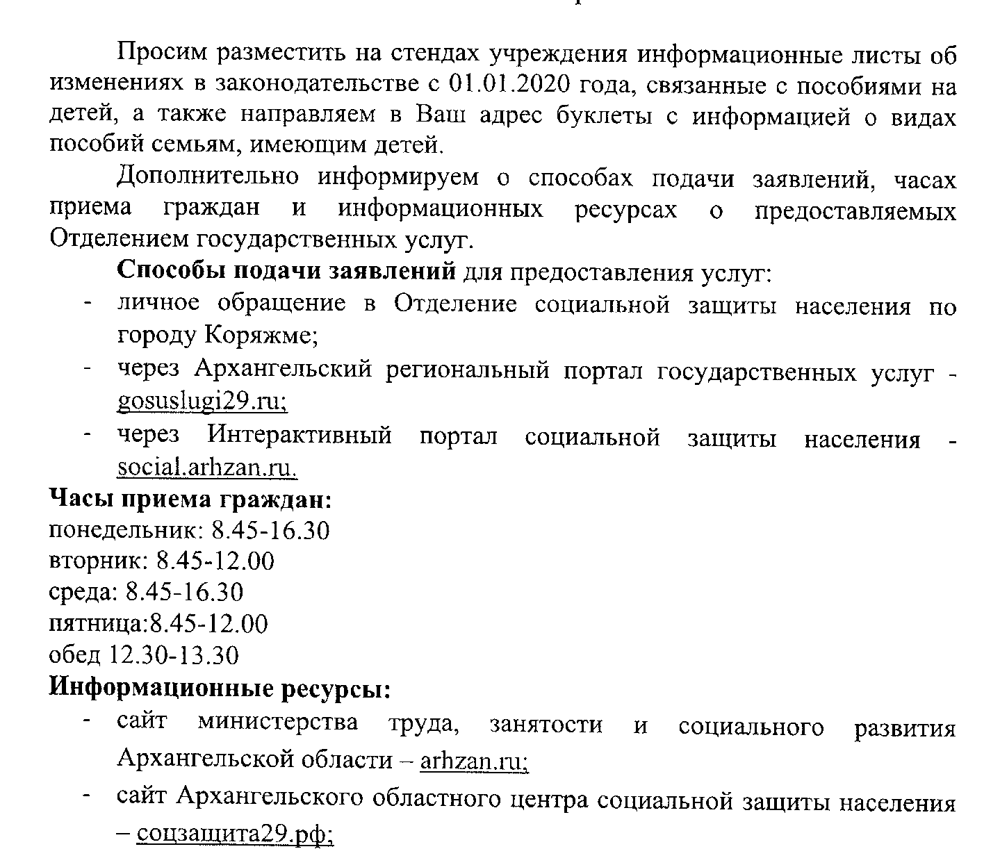 Просим разместить на стендах учреждения информационные листы об
изменениях в законодательстве с 01.01.2020 года, связанные с пособиями на
детей, а также направляем в Ваш адрес буклеты с информацией о видах
пособий семьям, имеющим детей.
Дополнительно информируем о способах подачи заявлений, часах
приема граждан и информационных ресурсах о предоставляемых
Отделением государственных услуг.
Способы подачи заявлений для предоставления услуг:
- личное обращение в Отделение социальной защиты населения по
городу Коряжме;
- через Архангельский региональный портал государственных услуг -
gosuslugi29.ru;
- через Интерактивный портал социальной защиты населения -
social.arhzan.ru.
Часы приема граждан:
понедельник: 8.45-16.30
вторник: 8.45-12.00
среда: 8.45-16.30
пятница:8.45-12.00
обед 12.30-13.30
Информационные ресурсы:
- сайт министерства труда, занятости и социального развития
Архангельской области – arhzan.ru;
- сайт Архангельского областного центра социальной защиты населения
– соцзащита29.рф;